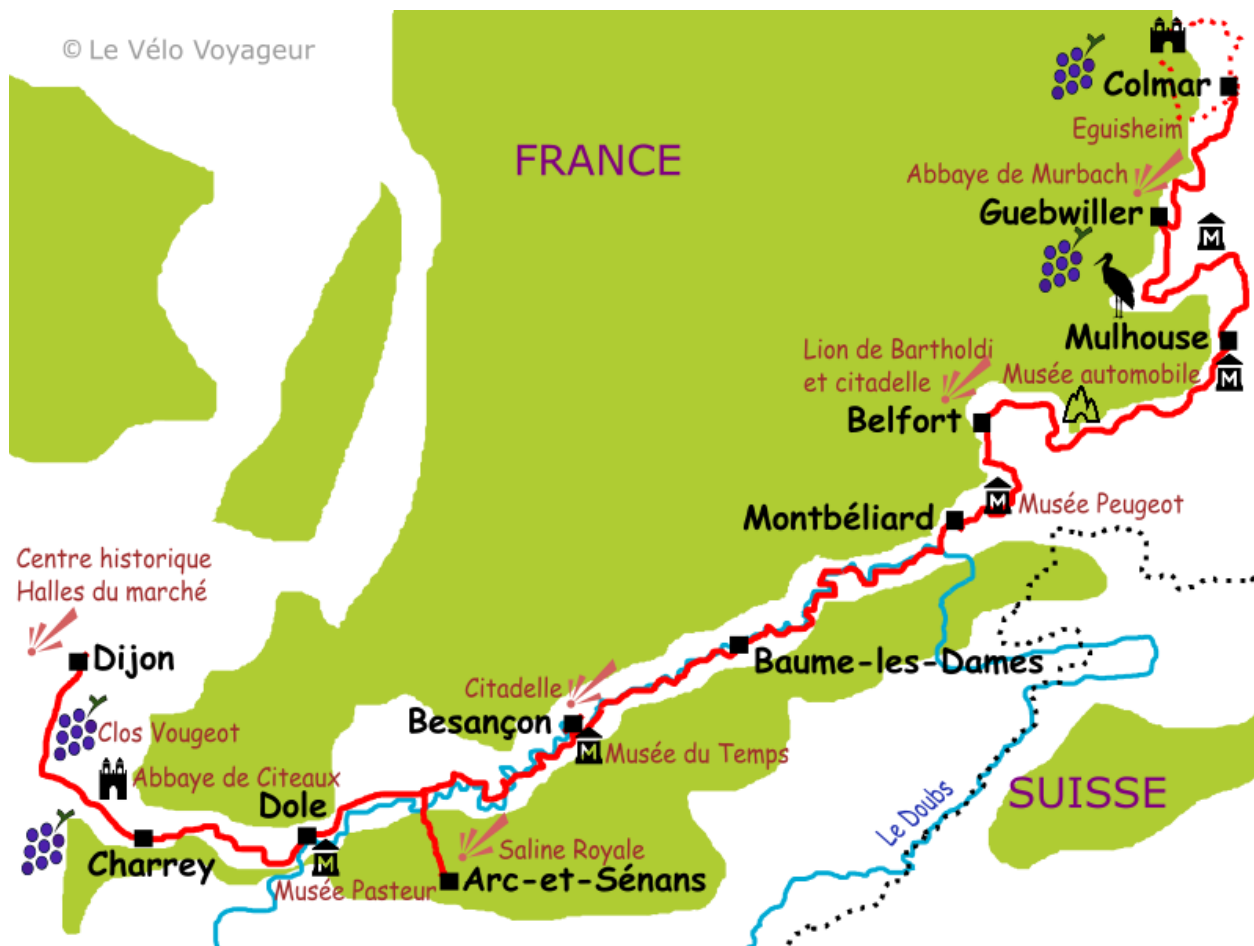 © Le Vélo Voyageur
Colmar
Eguisheim
FRANCE
Abbaye de Murbach
Guebwiller
M
Mulhouse
M
Lion de Bartholdi
et citadelle
Musée automobile
Belfort
M
Musée Peugeot
Montbéliard
Centre historique
Halles du marché
Dijon
Baume-les-Dames
Citadelle
Besançon
M
Musée du Temps
Clos Vougeot
Abbaye de Citeaux
SUISSE
Le Doubs
Dole
Charrey
M
Musée Pasteur
Saline Royale
Arc-et-Sénans